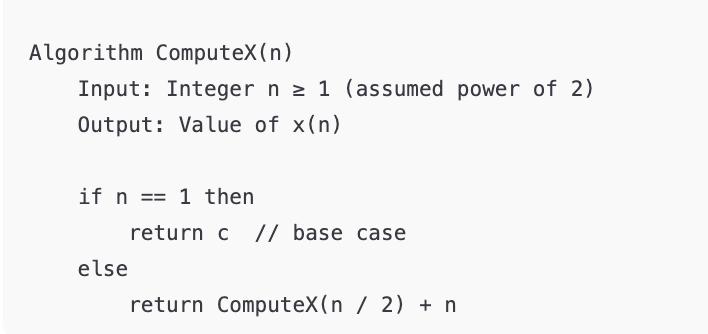 Algorithm ComputeX(n)
Input: Integer n ≥ 1 (assumed power of 2)
Output: Value of x(n)
if n == 1 then
return c  // base case
else
return ComputeX(n / 2) + n